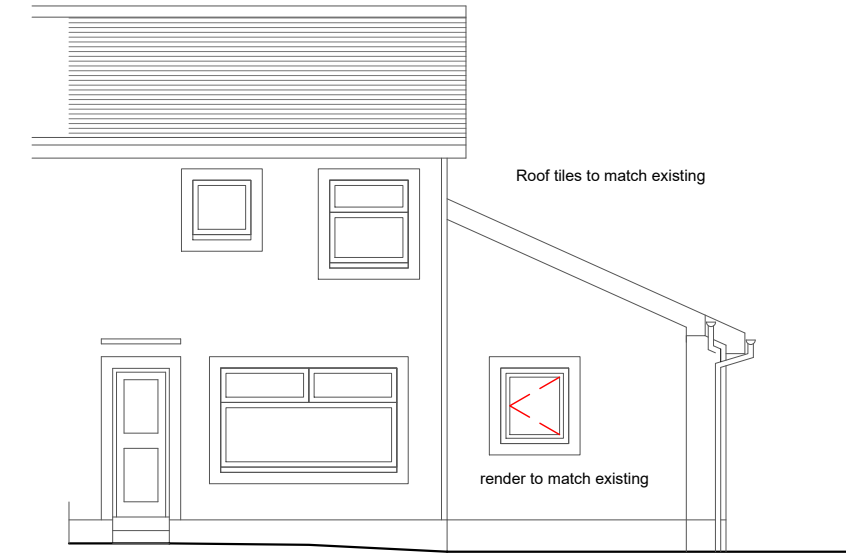 Roof tiles to match existing
render to match existing